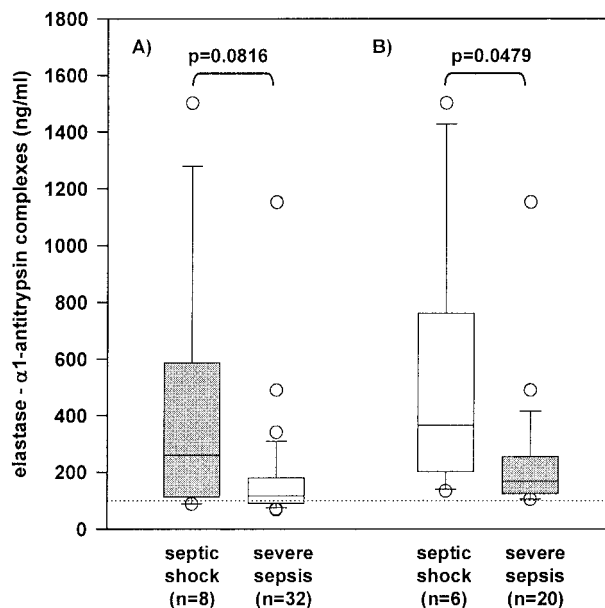 1800
1600
1400
1200
1000
800
600
400
200
0
elastase - α1-antitrypsin complexes (ng/ml)
A)
p=0.0816
B)
p=0.0479
septic
shock
(n=8)
severe
sepsis
(n=32)
septic
shock
(n=6)
severe
sepsis
(n=20)